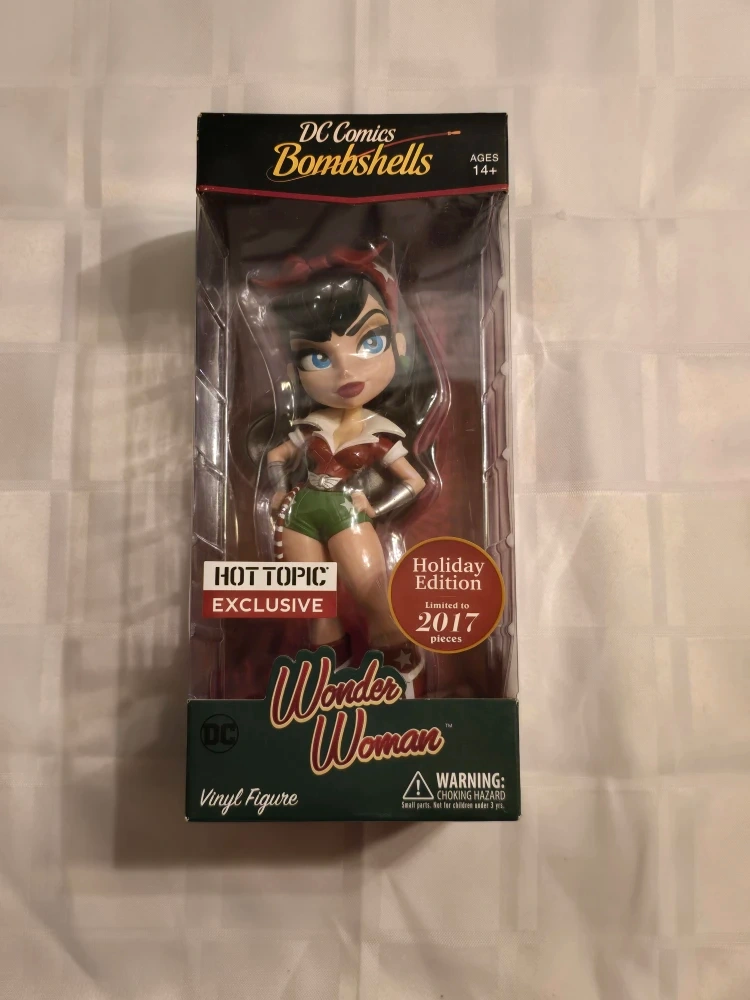 DC Comics
Bombshells
AGES
14+
HOT TOPIC
EXCLUSIVE
Holiday
Edition
Limited to
2017
pieces
Wonder
Woman™
DC
Vinyl Figure
WARNING:
CHOKING HAZARD
Small parts. Not for children under 3 yrs.